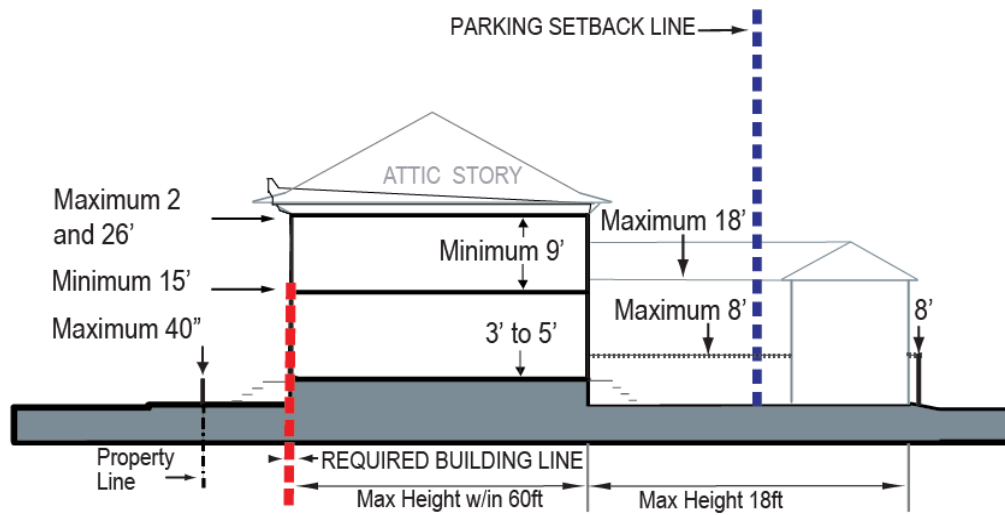 PARKING SETBACK LINE
ATTIC STORY
Maximum 2
and 26’
Maximum 18’
Minimum 9’
Minimum 15’
Maximum 8’
8’
Maximum 40”
3’ to 5’
Property
Line
REQUIRED BUILDING LINE
Max Height w/in 60ft
Max Height 18ft